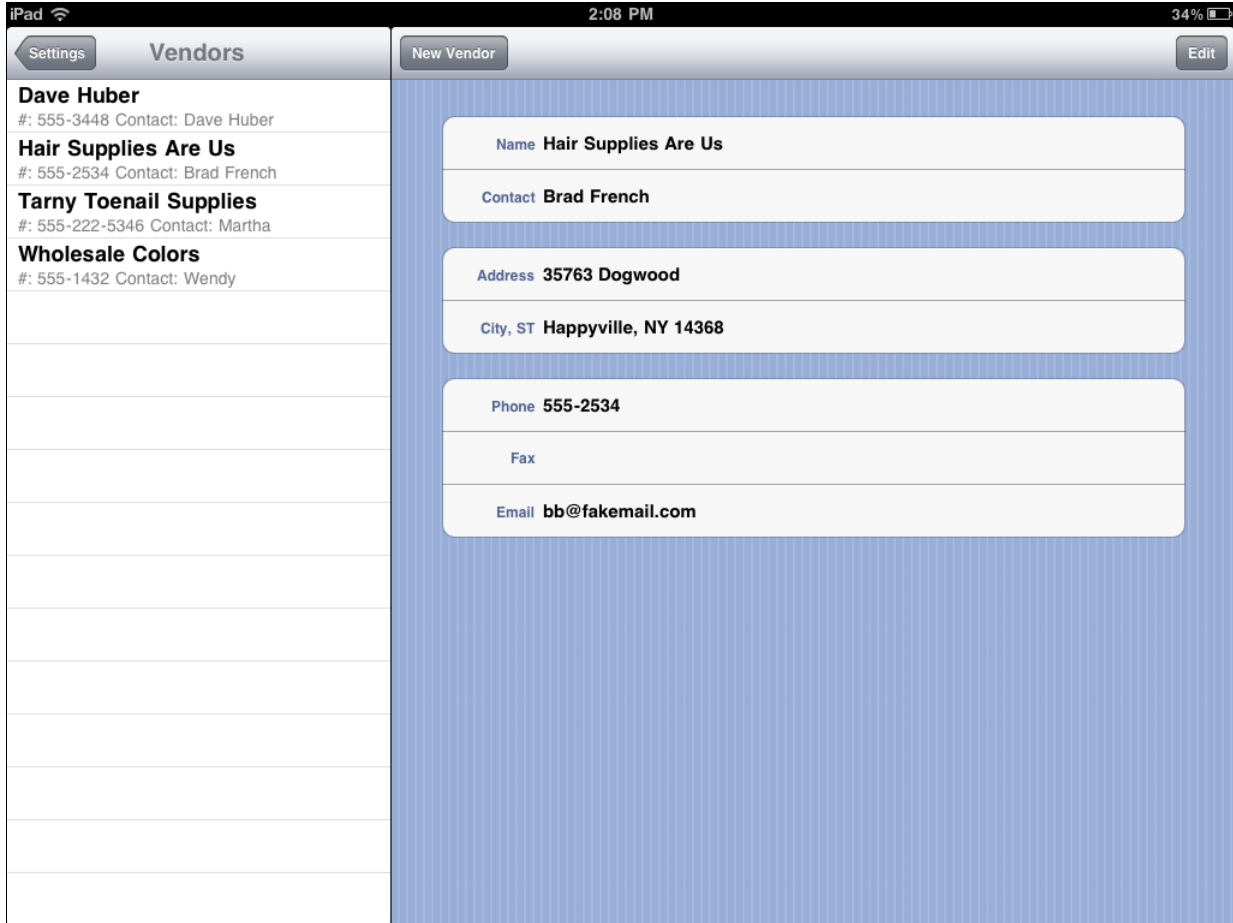 iPad 2:08 PM 34%
Settings Vendors New Vendor Edit
Dave Huber
#: 555-3448 Contact: Dave Huber
Hair Supplies Are Us
#: 555-2534 Contact: Brad French
Tarny Toenail Supplies
#: 555-222-5346 Contact: Martha
Wholesale Colors
#: 555-1432 Contact: Wendy
Name Hair Supplies Are Us
Contact Brad French
Address 35763 Dogwood
City, ST Happyville, NY 14368
Phone 555-2534
Fax
Email bb@fakemail.com